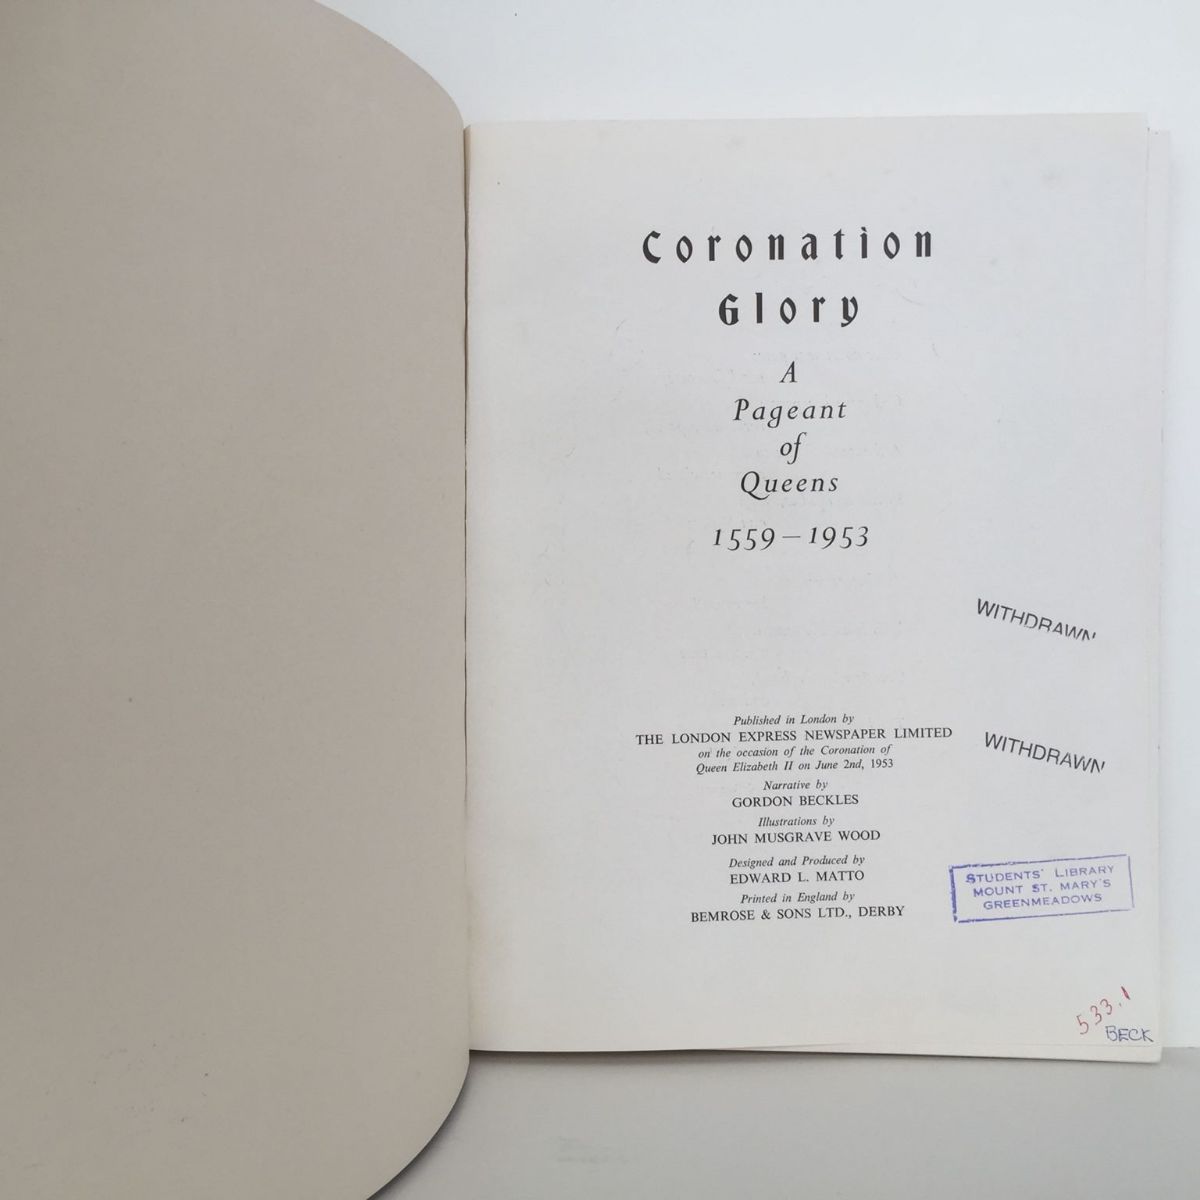 Coronation
Glory
A
Pageant
of
Queens
1559–1953
WITHDRAWN
Published in London by
THE LONDON EXPRESS NEWSPAPER LIMITED
on the occasion of the Coronation of
Queen Elizabeth II on June 2nd, 1953
WITHDRAWN
Narrative by
GORDON BECKLES
Illustrations by
JOHN MUSGRAVE WOOD
Designed and Produced by
EDWARD L. MATTO
Printed in England by
BEMROSE & SONS LTD., DERBY
STUDENTS' LIBRARY
MOUNT ST. MARY'S
GREENMEADOWS
533.1
BECK